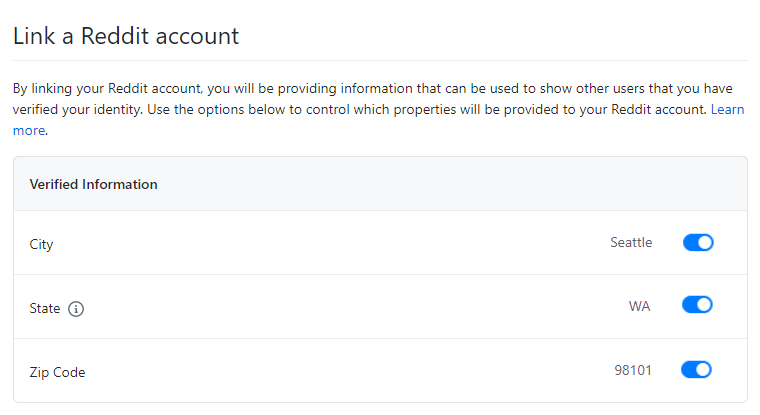 Link a Reddit account
By linking your Reddit account, you will be providing information that can be used to show other users that you have
verified your identity. Use the options below to control which properties will be provided to your Reddit account. Learn
more.
Verified Information
City Seattle
State WA
Zip Code 98101